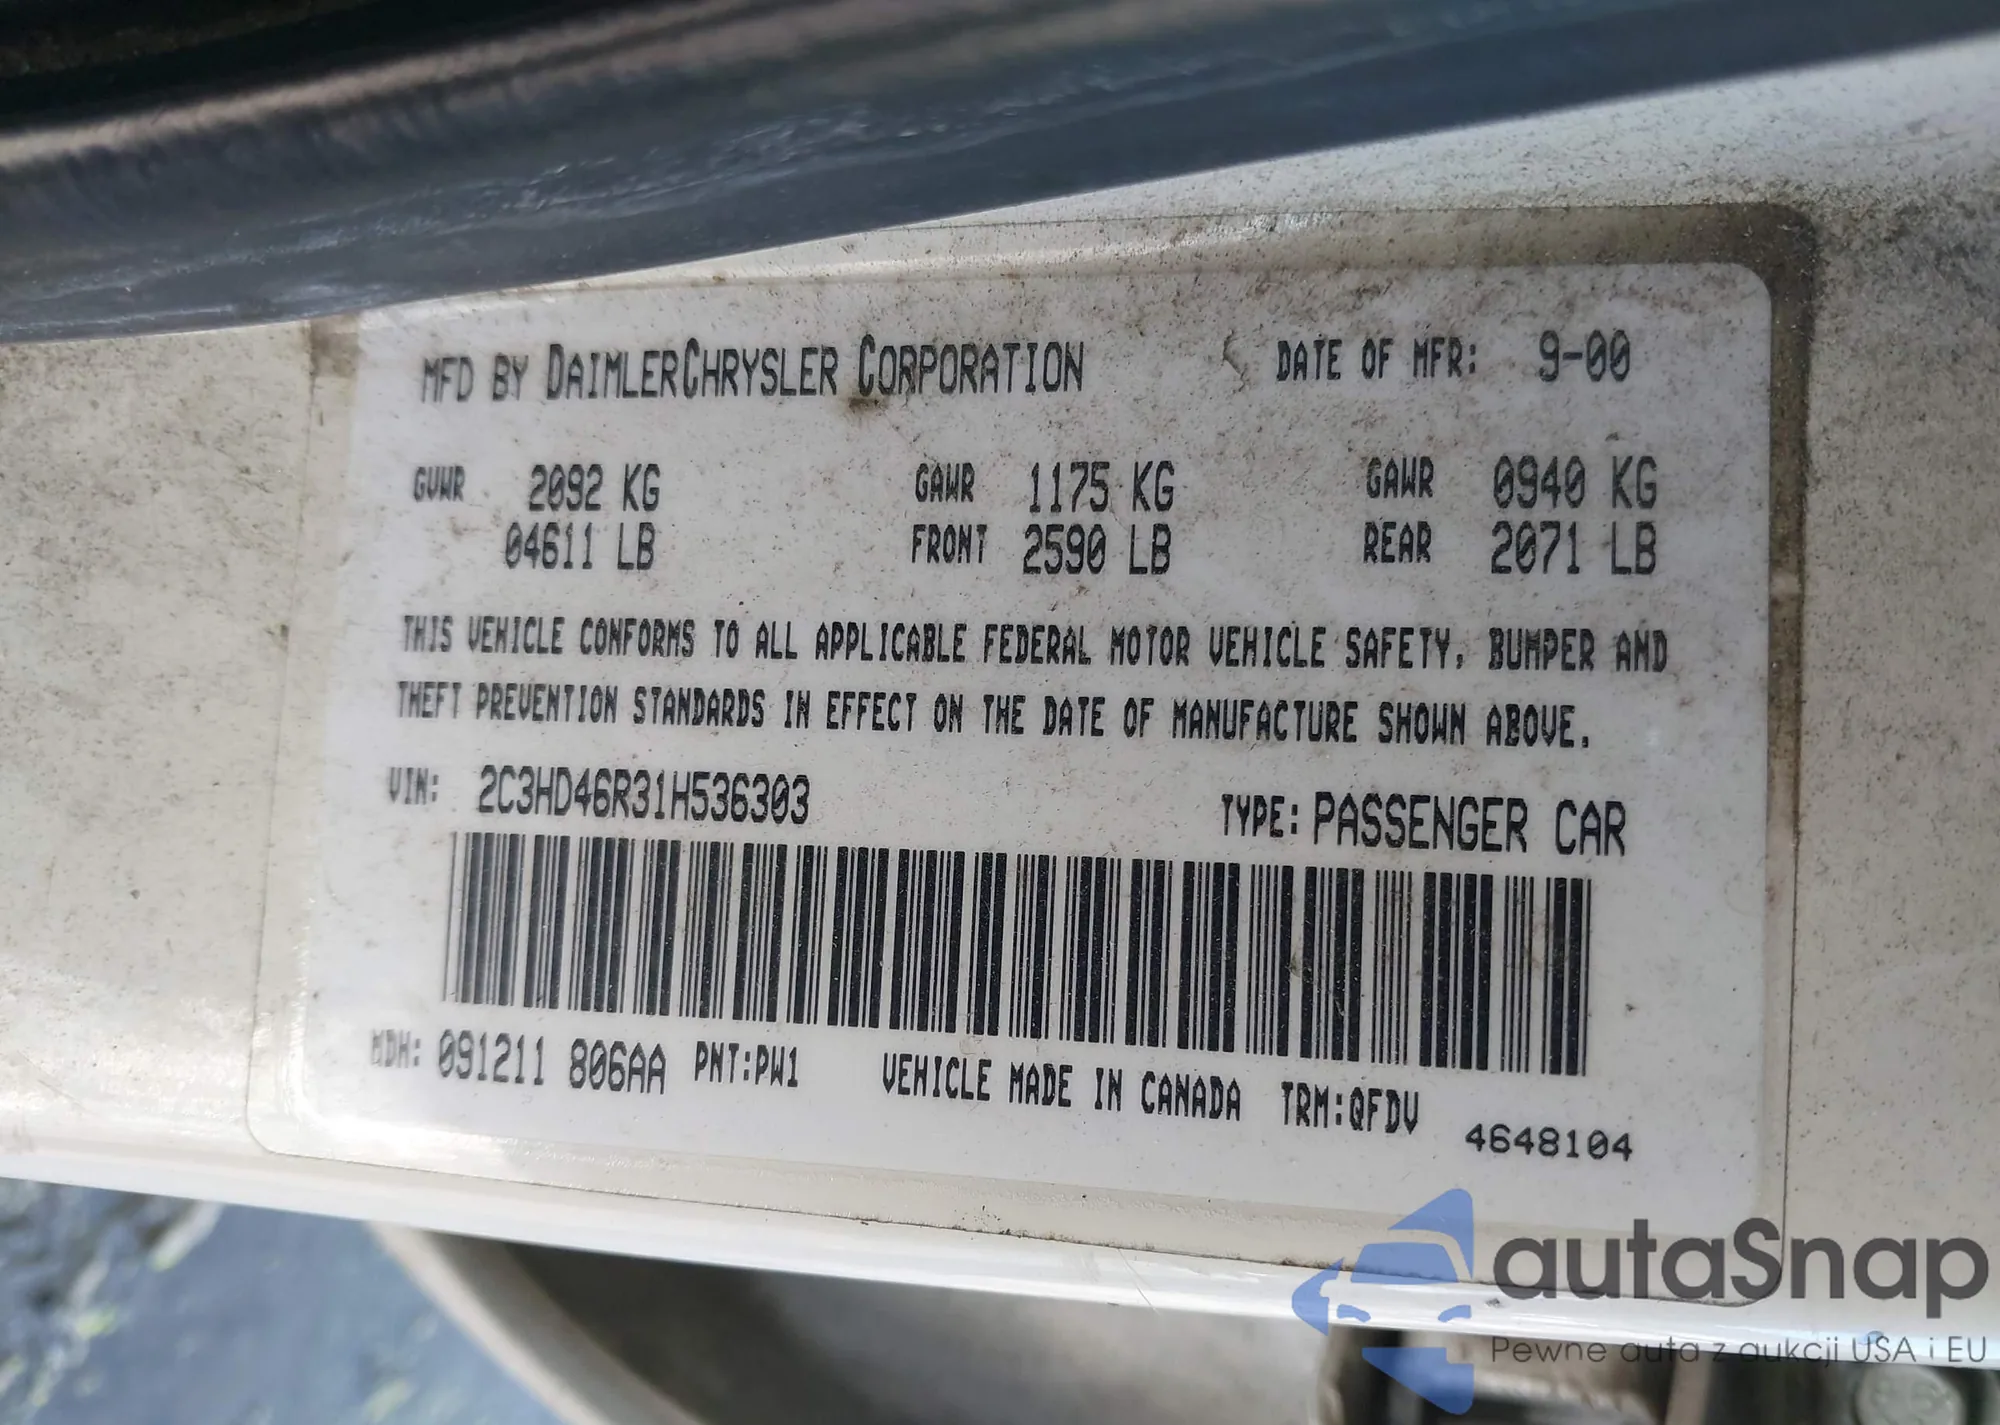 MFD BY DAIMLERCHRYSLER CORPORATION DATE OF MFR: 9-00
GVWR 2092 KG GAWR 1175 KG GAWR 0940 KG
04611 LB FRONT 2590 LB REAR 2071 LB
THIS VEHICLE CONFORMS TO ALL APPLICABLE FEDERAL MOTOR VEHICLE SAFETY, BUMPER AND
THEFT PREVENTION STANDARDS IN EFFECT ON THE DATE OF MANUFACTURE SHOWN ABOVE.
VIN: 2C3HD46R31H536303 TYPE: PASSENGER CAR
MDH: 091211 806AA PNT:PW1 VEHICLE MADE IN CANADA TRM:QFDV
4648104
autaSnap
Pewne auta z aukcji USA i EU